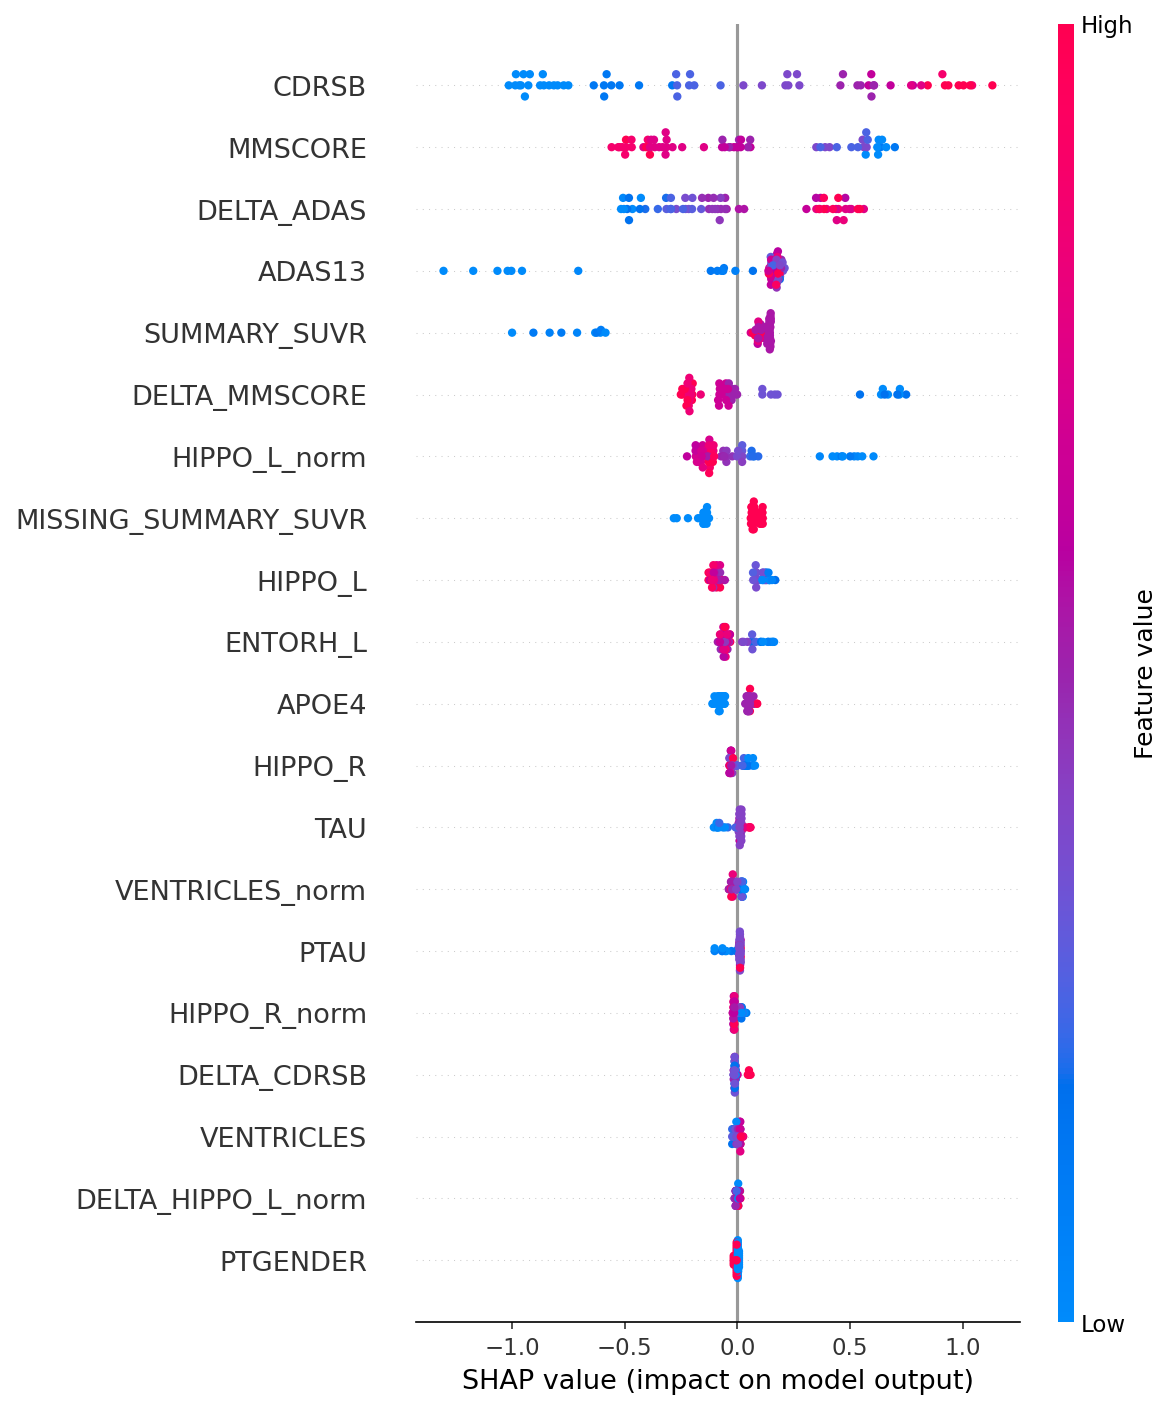 High
CDRSB
MMSCORE
DELTA_ADAS
ADAS13
SUMMARY_SUVR
DELTA_MMSCORE
HIPPO_L_norm
MISSING_SUMMARY_SUVR
HIPPO_L
ENTORH_L
APOE4
HIPPO_R
TAU
VENTRICLES_norm
PTAU
HIPPO_R_norm
DELTA_CDRSB
VENTRICLES
DELTA_HIPPO_L_norm
PTGENDER
Feature value
Low
−1.0 −0.5 0.0 0.5 1.0
SHAP value (impact on model output)